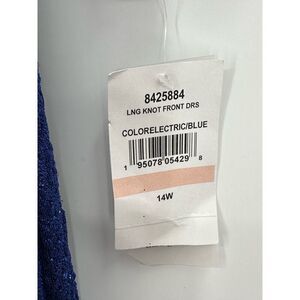 8425884
LNG KNOT FRONT DRS
COLORELECTRIC/BLUE
1 95078 05429 8
14W